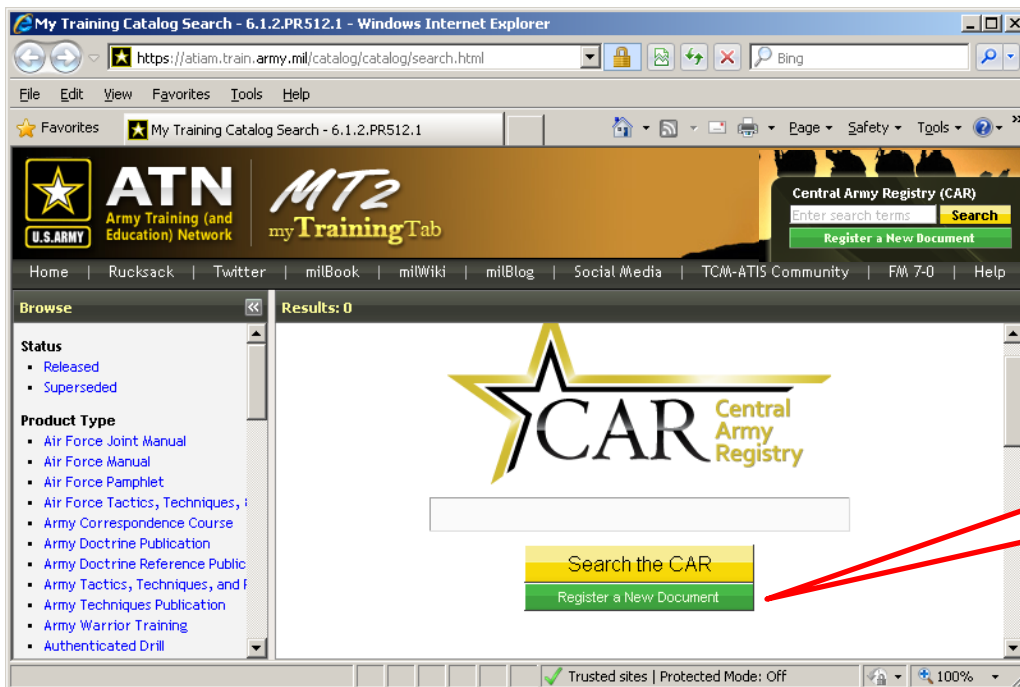 My Training Catalog Search - 6.1.2.PR512.1 - Windows Internet Explorer
https://atiam.train.army.mil/catalog/catalog/search.html
Bing
File Edit View Favorites Tools Help
Favorites
My Training Catalog Search - 6.1.2.PR512.1
Page Safety Tools
U.S.ARMY
ATN
Army Training (and
Education) Network
MT2
myTrainingTab
Central Army Registry (CAR)
Enter search terms Search
Register a New Document
Home | Rucksack | Twitter | milBook | milWiki | milBlog | Social Media | TCM-ATIS Community | FM 7-0 | Help
Browse
Results: 0
Status
Released
Superseded
Product Type
Air Force Joint Manual
Air Force Manual
Air Force Pamphlet
Air Force Tactics, Techniques,
Army Correspondence Course
Army Doctrine Publication
Army Doctrine Reference Public
Army Tactics, Techniques, and
Army Techniques Publication
Army Warrior Training
Authenticated Drill
CAR
Central
Army
Registry
Search the CAR
Register a New Document
Trusted sites | Protected Mode: Off
100%